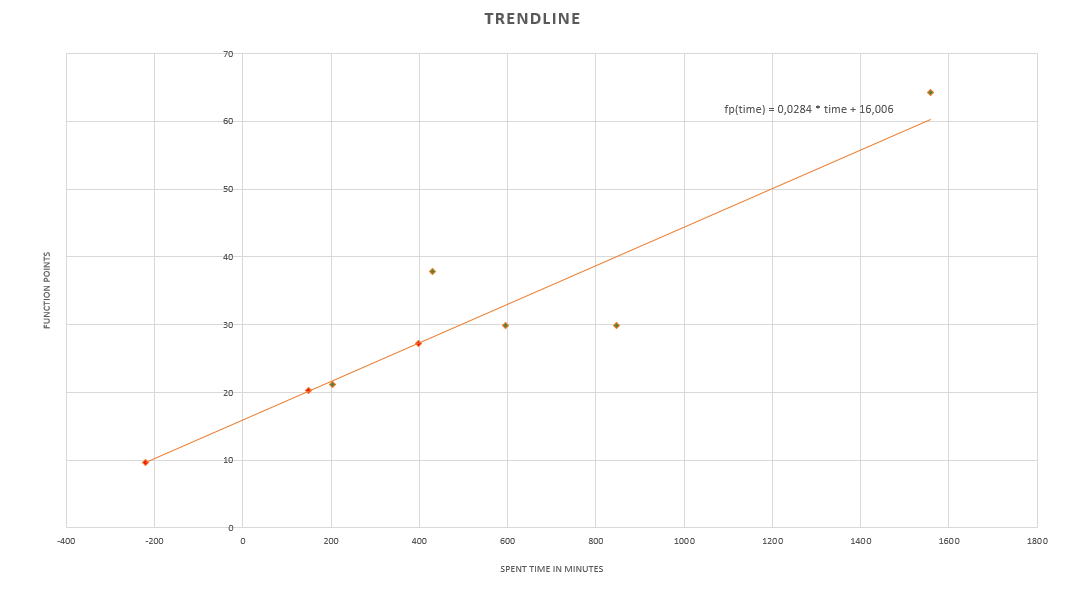 TRENDLINE
70
fp(time) = 0,0284 * time + 16,006
60
50
40
FUNCTION POINTS
30
20
10
0
-400 -200 0 200 400 600 800 1000 1200 1400 1600 1800
SPENT TIME IN MINUTES